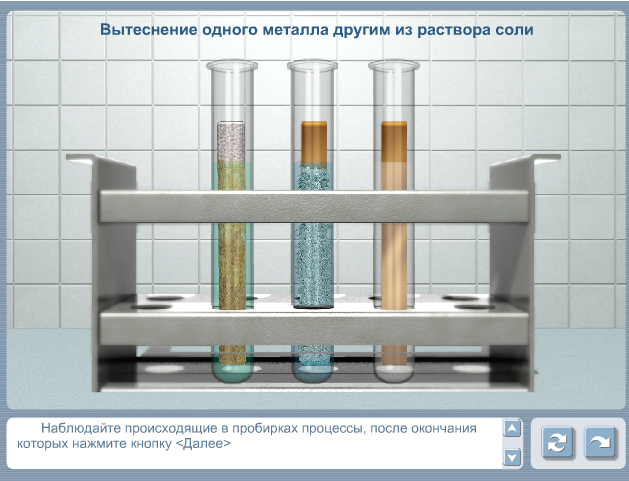 Вытеснение одного металла другим из раствора соли
Наблюдайте происходящие в пробирках процессы, после окончания
которых нажмите кнопку <Далее>